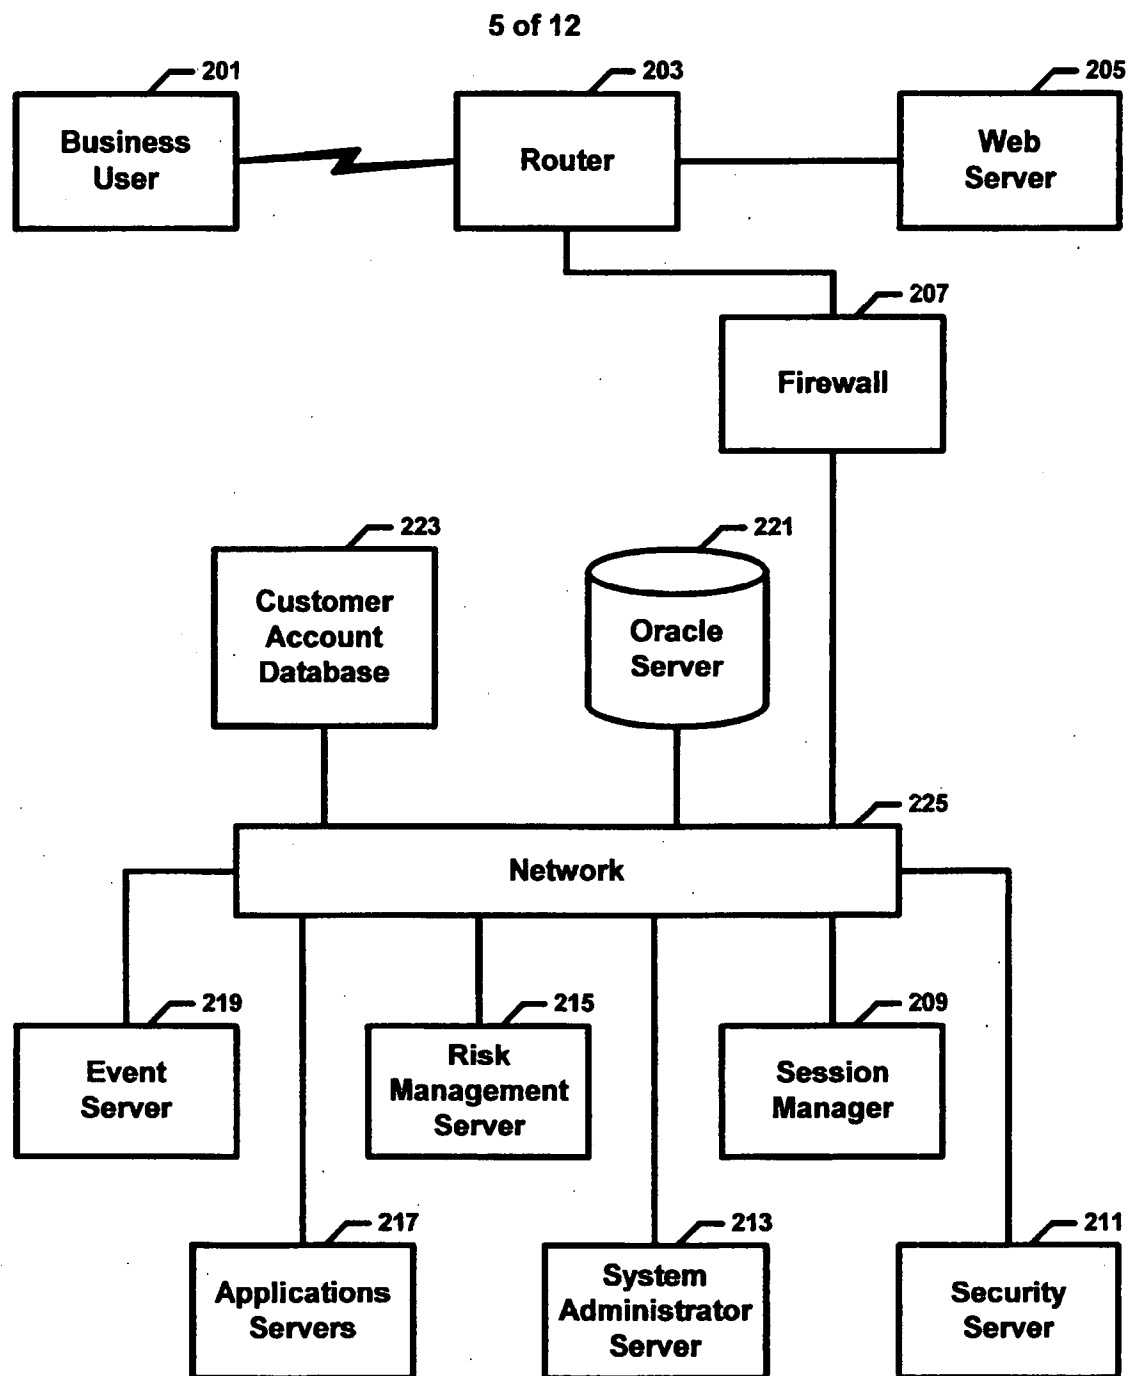 5 of 12
201
203
205
Business
User
Router
Web
Server
207
Firewall
223
221
Customer
Account
Database
Oracle
Server
225
Network
219
215
209
Event
Server
Risk
Management
Server
Session
Manager
217
213
211
Applications
Servers
System
Administrator
Server
Security
Server